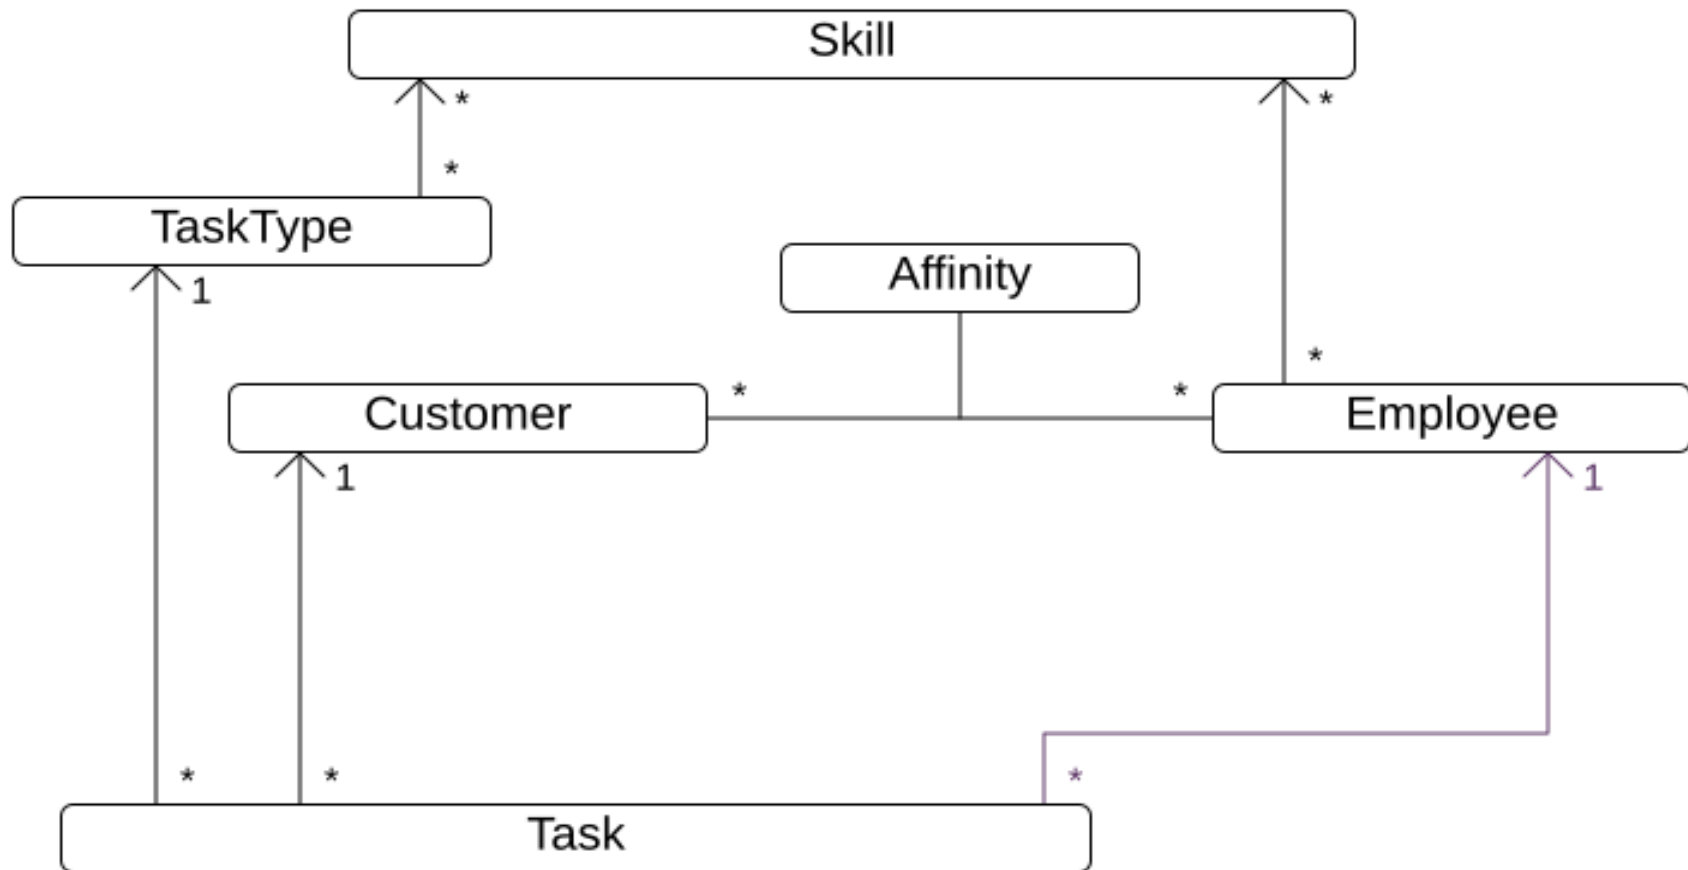 Skill
*
*
*
TaskType
1
Affinity
*
*
*
Customer
Employee
1
1
*
*
*
Task